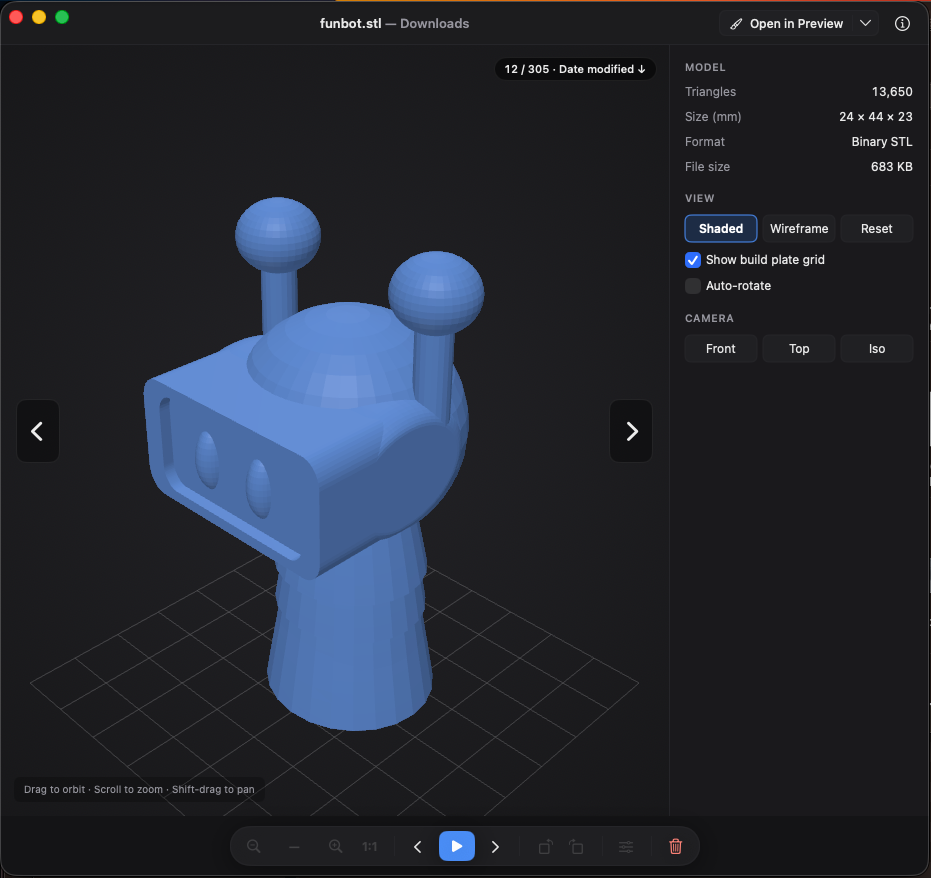 funbot.stl — Downloads
Open in Preview
12 / 305 · Date modified ↓
MODEL
Triangles 13,650
Size (mm) 24 × 44 × 23
Format Binary STL
File size 683 KB
VIEW
Shaded Wireframe Reset
Show build plate grid
Auto-rotate
CAMERA
Front Top Iso
Drag to orbit · Scroll to zoom · Shift-drag to pan
1:1